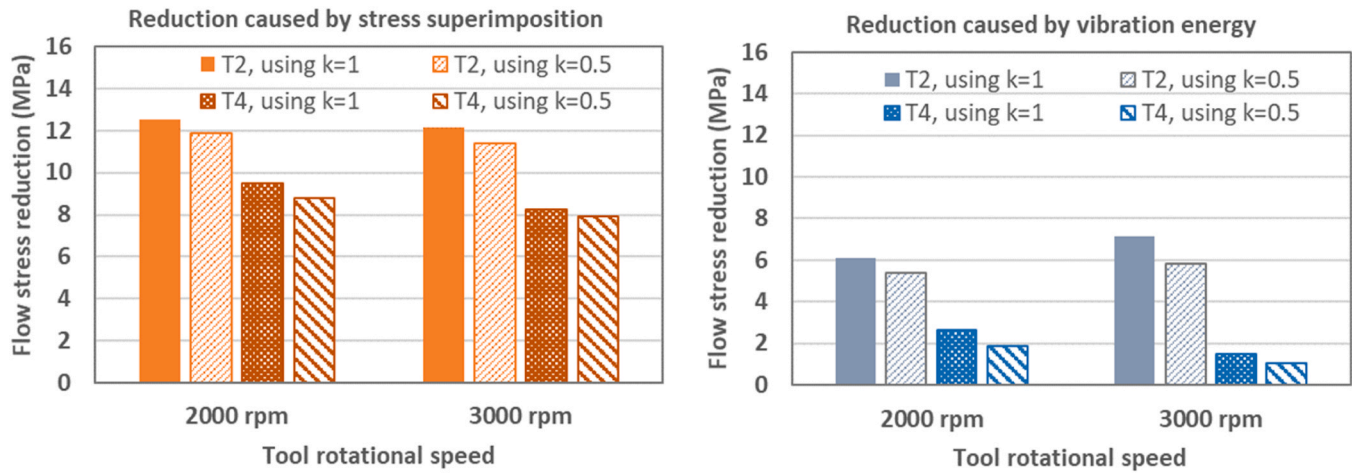 Reduction caused by stress superimposition
Flow stress reduction (MPa)
16
14
12
10
8
6
4
2
0
T2, using k=1
T2, using k=0.5
T4, using k=1
T4, using k=0.5
2000 rpm
3000 rpm
Tool rotational speed
Reduction caused by vibration energy
Flow stress reduction (MPa)
16
14
12
10
8
6
4
2
0
T2, using k=1
T2, using k=0.5
T4, using k=1
T4, using k=0.5
2000 rpm
3000 rpm
Tool rotational speed